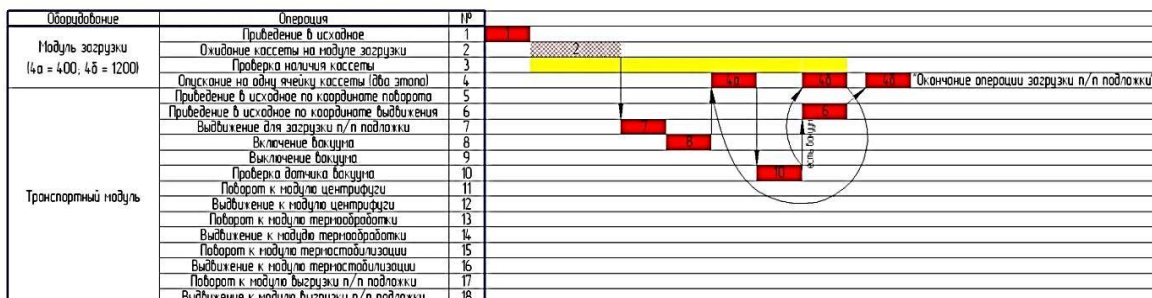 Оборудование Операция №
Модуль загрузки
(4а = 400; 4б = 1200)
Приведение в исходное 1 1
Ожидание кассеты на модуле загрузки 2 2
Проверка наличия кассеты 3
Опускание на одну ячейку кассеты (два этапа) 4 4а 4б 4б "Окончание операции загрузки п/п подложки"
Транспортный модуль
Приведение в исходное по координате поворота 5
Приведение в исходное по координате выдвижения 6 6
Выдвижение для загрузки п/п подложки 7 7
Включение вакуума 8 8
есть вакуум
Выключение вакуума 9
Проверка датчика вакуума 10 10
Поворот к модулю центрифуги 11
Выдвижение к модулю центрифуги 12
Поворот к модулю термообработки 13
Выдвижение к модулю термообработки 14
Поворот к модулю термостабилизации 15
Выдвижение к модулю термостабилизации 16
Поворот к модулю выгрузки п/п подложки 17
Выдвижение к модулю выгрузки п/п подложки 18